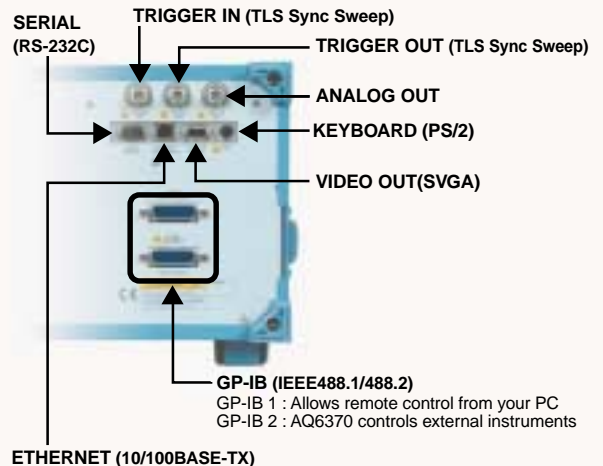 SERIAL
(RS-232C)
TRIGGER IN (TLS Sync Sweep)
TRIGGER OUT (TLS Sync Sweep)
ANALOG OUT
KEYBOARD (PS/2)
VIDEO OUT(SVGA)
GP-IB (IEEE488.1/488.2)
GP-IB 1 : Allows remote control from your PC
GP-IB 2 : AQ6370 controls external instruments
ETHERNET (10/100BASE-TX)